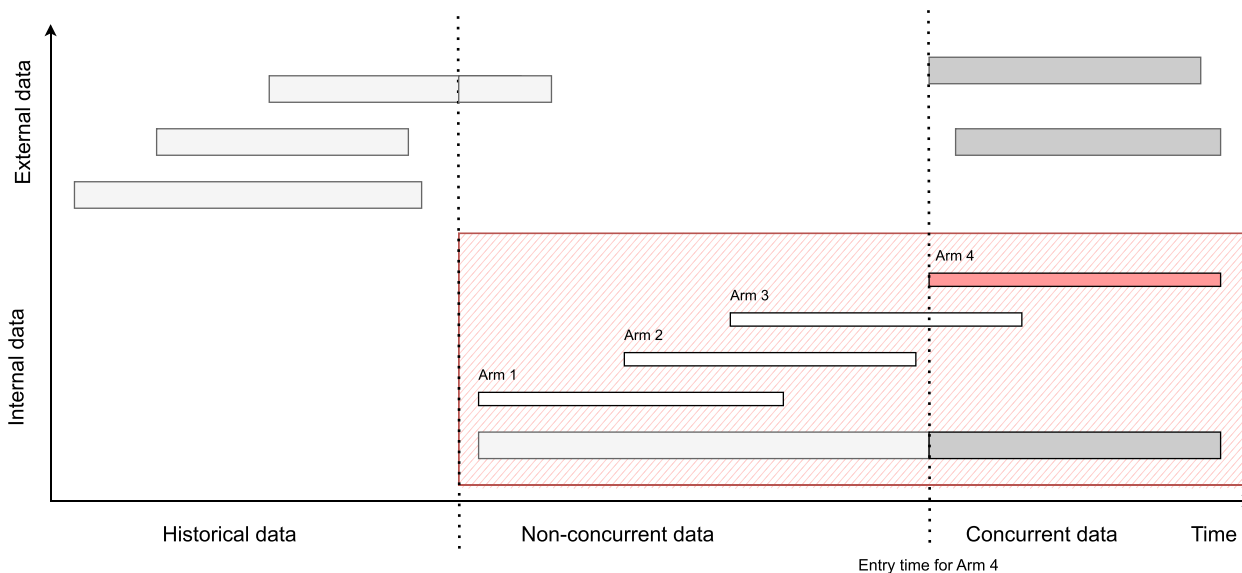 External data
Internal data
Arm 4
Arm 3
Arm 2
Arm 1
Historical data
Non-concurrent data
Concurrent data
Time
Entry time for Arm 4